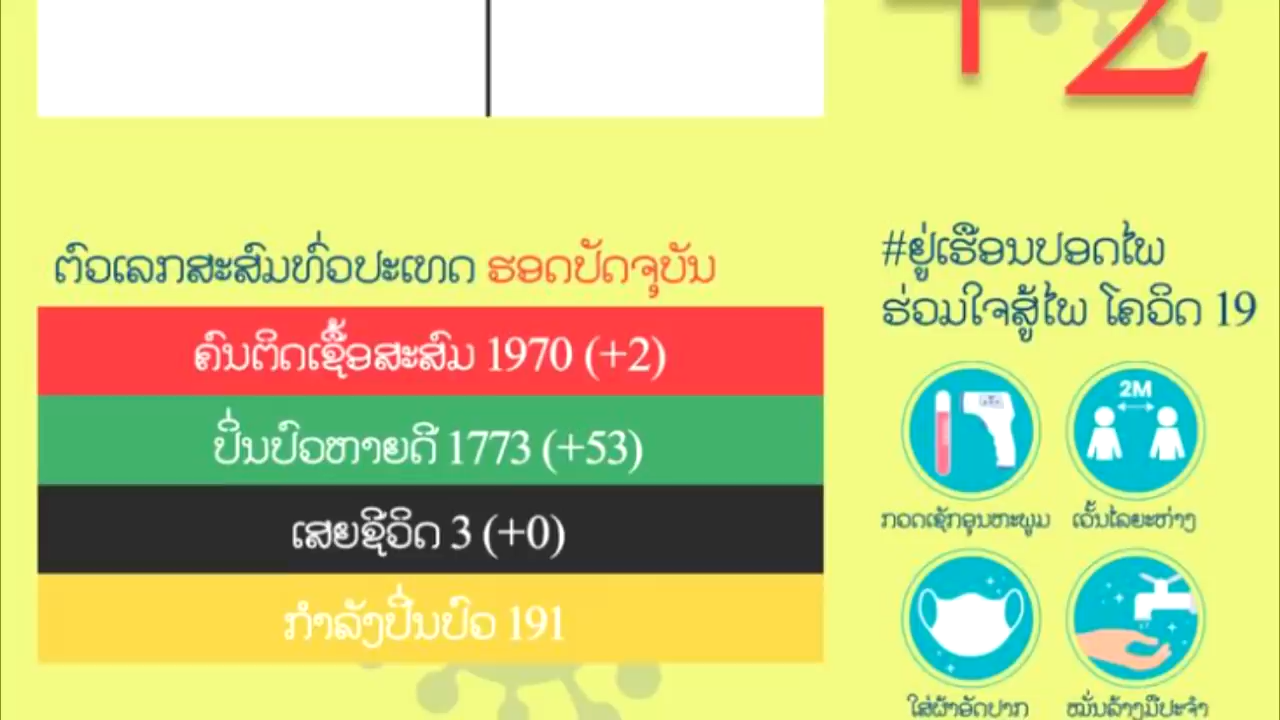 +2
ຕົວເລກສະສົມທົ່ວປະເທດ ຮອດປັດຈຸບັນ
ຄົນຕິດເຊື້ອສະສົມ 1970 (+2)
ປິ່ນປົວຫາຍດີ 1773 (+53)
ເສຍຊີວິດ 3 (+0)
ກຳລັງປິ່ນປົວ 191
#ຢູ່ເຮືອນປອດໄພ
ຮ່ວມໃຈສູ້ໄພ ໂຄວິດ 19
2M
ກວດເຊັກອຸນຫະພູມ
ເວັ້ນໄລຍະຫ່າງ
ໃສ່ຜ້າອັດປາກ
ໝັ່ນລ້າງມືປະຈຳ